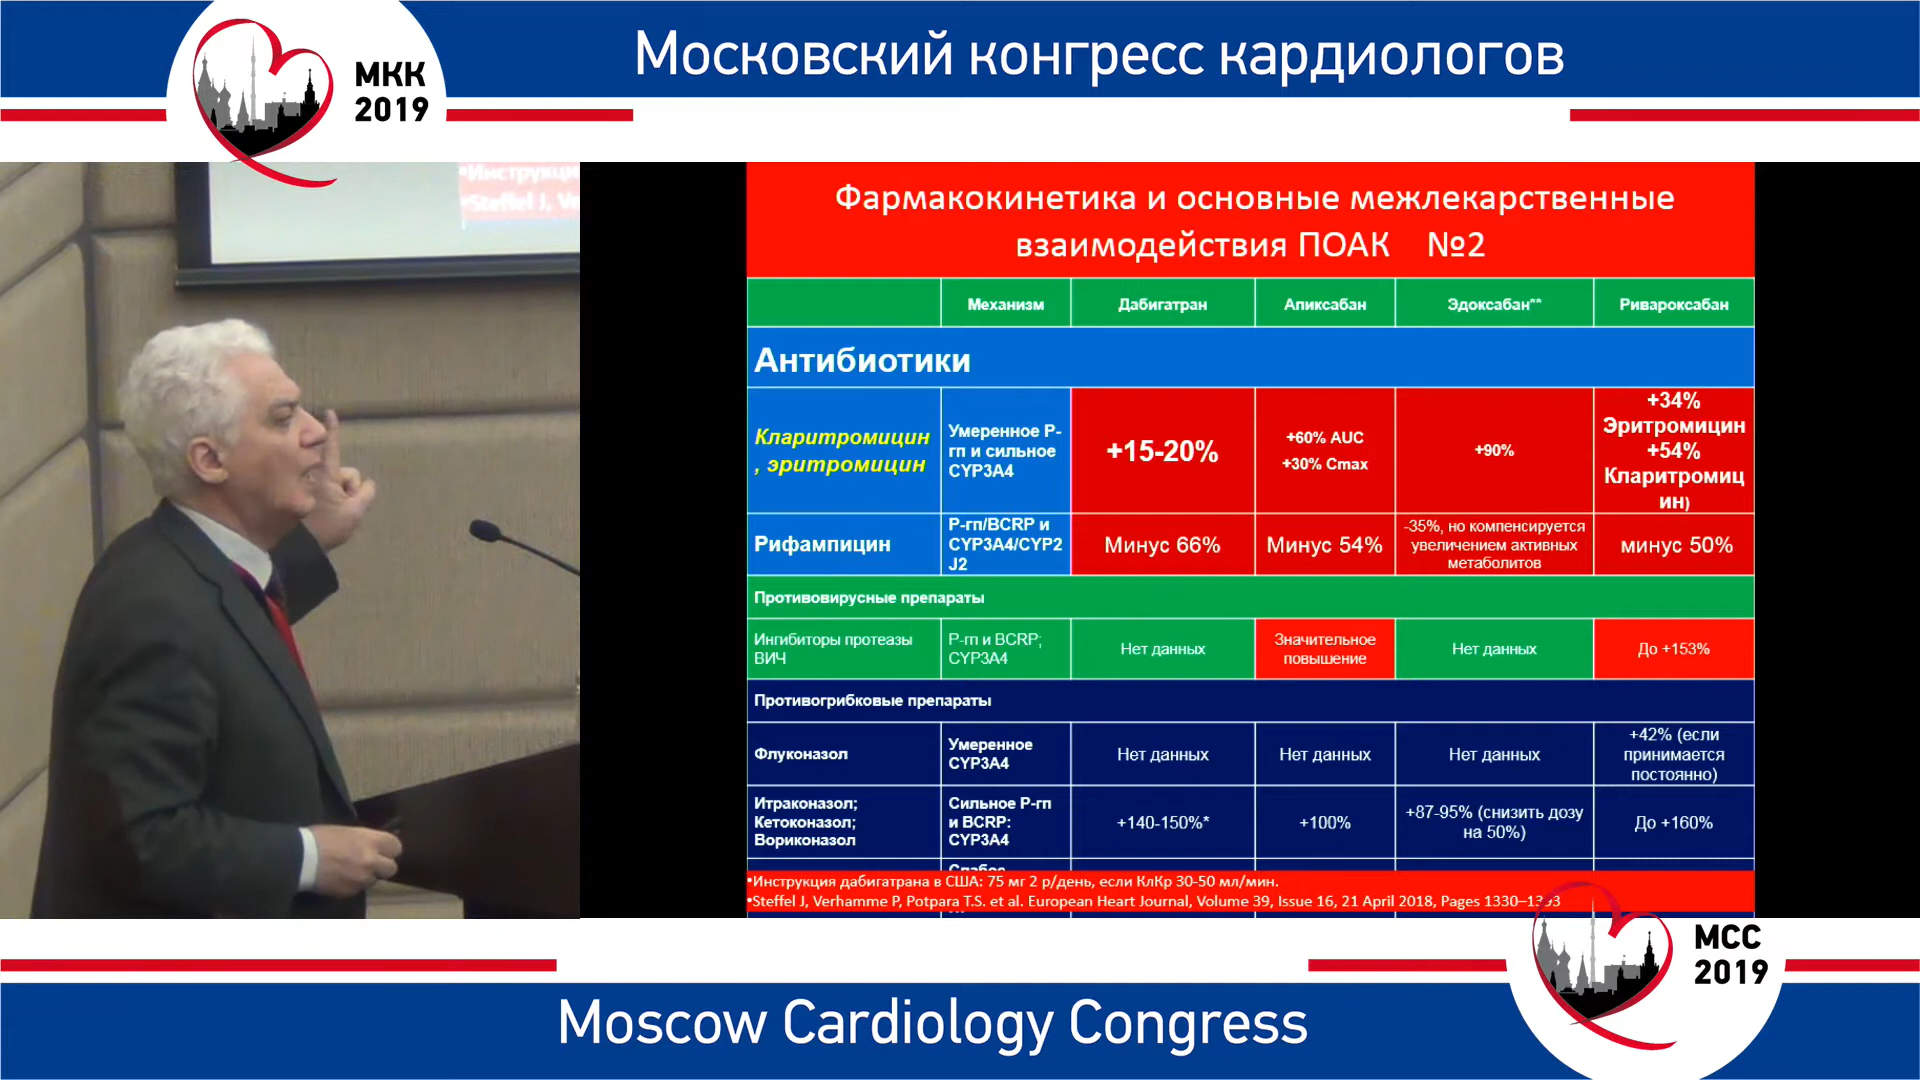 Московский конгресс кардиологов
МКК
2019
•Инструкци
•Steffel J, Ve
Фармакокинетика и основные межлекарственные
взаимодействия ПОАК №2
Механизм
Дабигатран
Апиксабан
Эдоксабан**
Ривароксабан
Антибиотики
Кларитромицин
, эритромицин
Умеренное Р-
гп и сильное
CYP3A4
+15-20%
+60% AUC
+30% Cmax
+90%
+34%
Эритромицин
+54%
Кларитромиц
ин)
Рифампицин
Р-гп/BCRP и
CYP3A4/CYP2
J2
Минус 66%
Минус 54%
-35%, но компенсируется
увеличением активных
метаболитов
минус 50%
Противовирусные препараты
Ингибиторы протеазы
ВИЧ
Р-гп и BCRP;
CYP3A4
Нет данных
Значительное
повышение
Нет данных
До +153%
Противогрибковые препараты
Флуконазол
Умеренное
CYP3A4
Нет данных
Нет данных
Нет данных
+42% (если
принимается
постоянно)
Итраконазол;
Кетоконазол;
Вориконазол
Сильное Р-гп
и BCRP:
CYP3A4
+140-150%*
+100%
+87-95% (снизить дозу
на 50%)
До +160%
•Инструкция дабигатрана в США: 75 мг 2 р/день, если КлКр 30-50 мл/мин.
•Steffel J, Verhamme P, Potpara T.S. et al. European Heart Journal, Volume 39, Issue 16, 21 April 2018, Pages 1330–1393
MCC
2019
Moscow Cardiology Congress